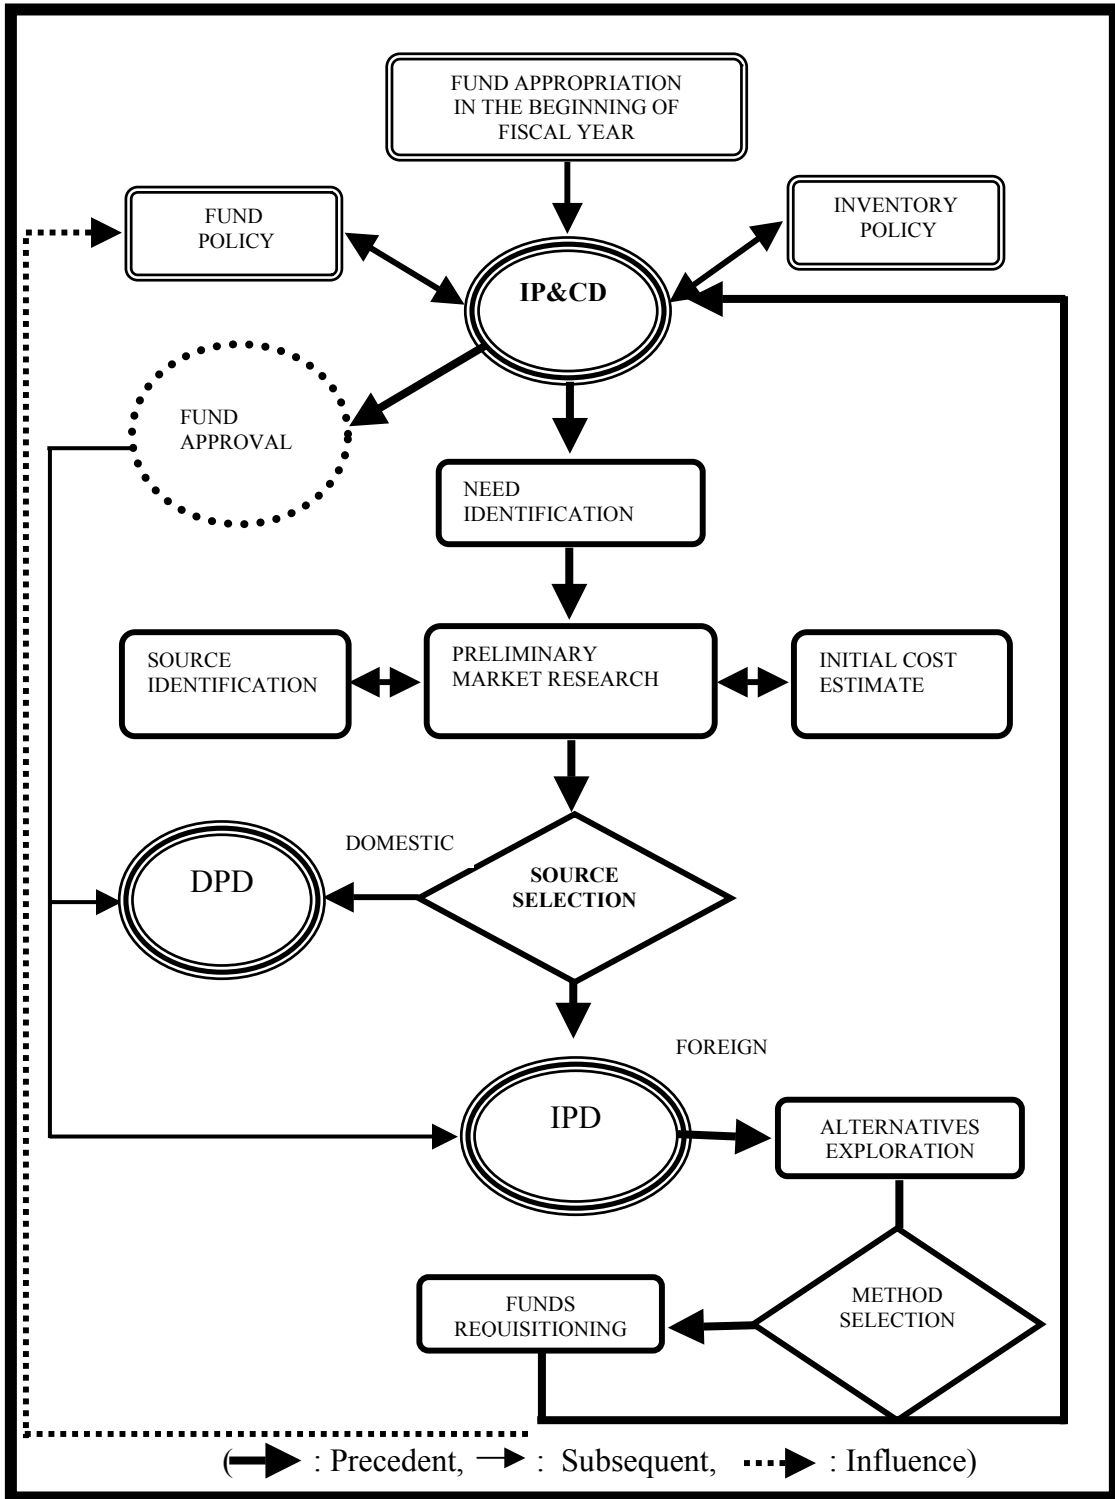 FUND APPROPRIATION
IN THE BEGINNING OF
FISCAL YEAR
FUND
POLICY
INVENTORY
POLICY
IP&CD
FUND
APPROVAL
NEED
IDENTIFICATION
SOURCE
IDENTIFICATION
PRELIMINARY
MARKET RESEARCH
INITIAL COST
ESTIMATE
DOMESTIC
DPD
SOURCE
SELECTION
FOREIGN
IPD
ALTERNATIVES
EXPLORATION
METHOD
SELECTION
FUNDS
REQUISITIONING
( : Precedent, : Subsequent, : Influence)